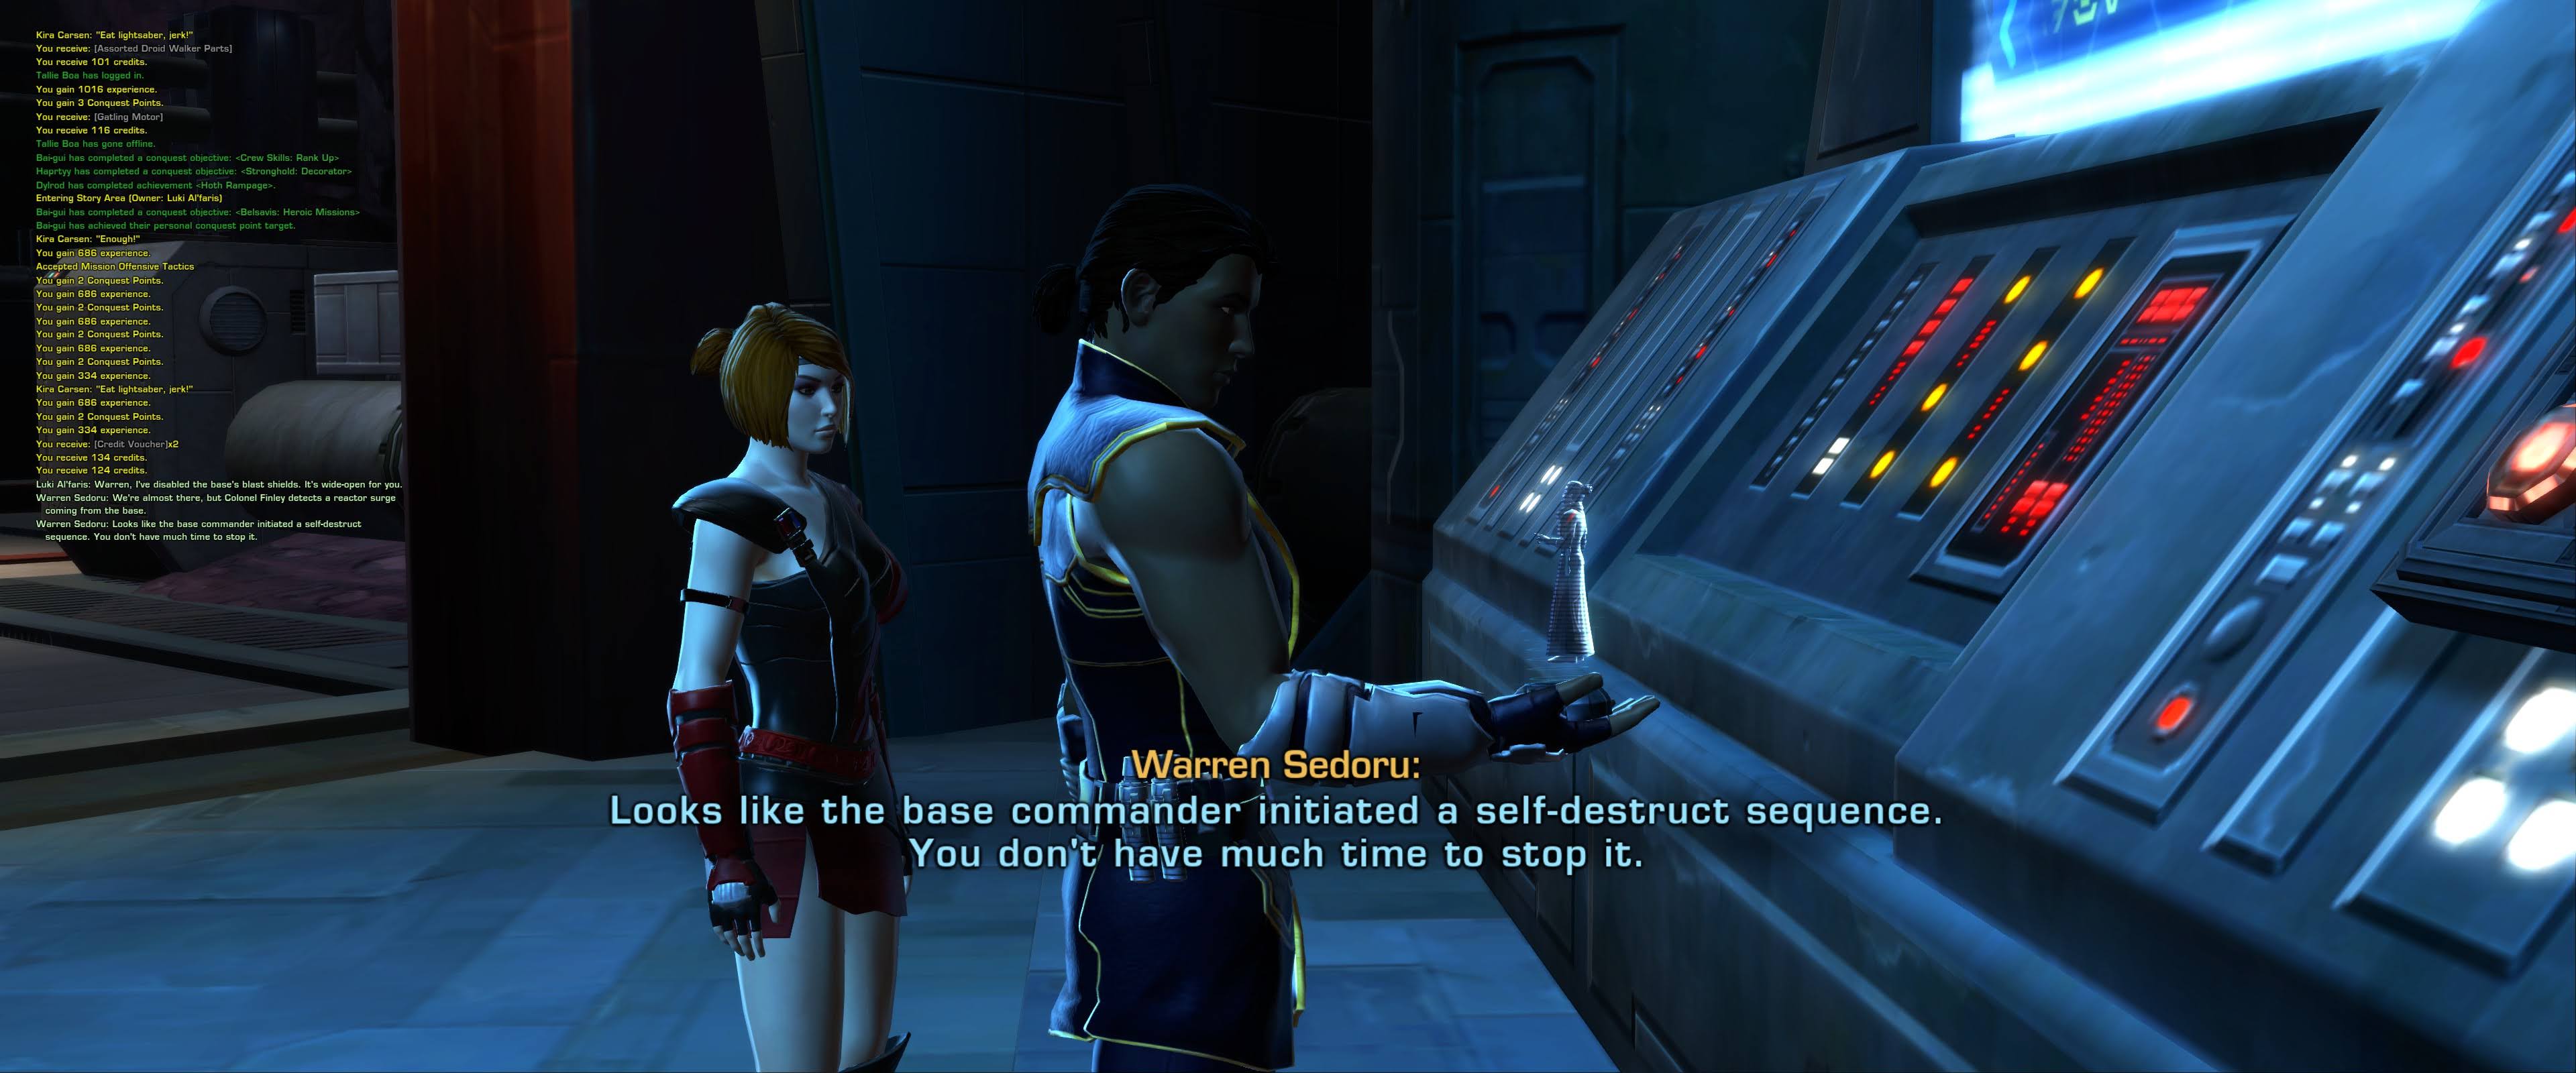 Kira Carsen: "Eat lightsaber, jerk!"
You receive: [Assorted Droid Walker Parts]
You receive 101 credits.
Tallie Boa has logged in.
You gain 1016 experience.
You gain 3 Conquest Points.
You receive: [Gatling Motor]
You receive 116 credits.
Tallie Boa has gone offline.
Bai-gui has completed a conquest objective: <Crew Skills: Rank Up>
Haprtyy has completed a conquest objective: <Stronghold: Decorator>
Dylrod has completed achievement <Hoth Rampage>.
Entering Story Area (Owner: Luki Al'faris)
Bai-gui has completed a conquest objective: <Belsavis: Heroic Missions>
Bai-gui has achieved their personal conquest point target.
Kira Carsen: "Enough!"
You gain 686 experience.
Accepted Mission Offensive Tactics
You gain 2 Conquest Points.
You gain 686 experience.
You gain 2 Conquest Points.
You gain 686 experience.
You gain 2 Conquest Points.
You gain 686 experience.
You gain 2 Conquest Points.
You gain 334 experience.
Kira Carsen: "Eat lightsaber, jerk!"
You gain 686 experience.
You gain 2 Conquest Points.
You gain 334 experience.
You receive: [Credit Voucher]x2
You receive 134 credits.
You receive 124 credits.
Luki Al'faris: Warren, I've disabled the base's blast shields. It's wide-open for you.
Warren Sedoru: We're almost there, but Colonel Finley detects a reactor surge
coming from the base.
Warren Sedoru: Looks like the base commander initiated a self-destruct
sequence. You don't have much time to stop it.
Warren Sedoru:
Looks like the base commander initiated a self-destruct sequence.
You don't have much time to stop it.